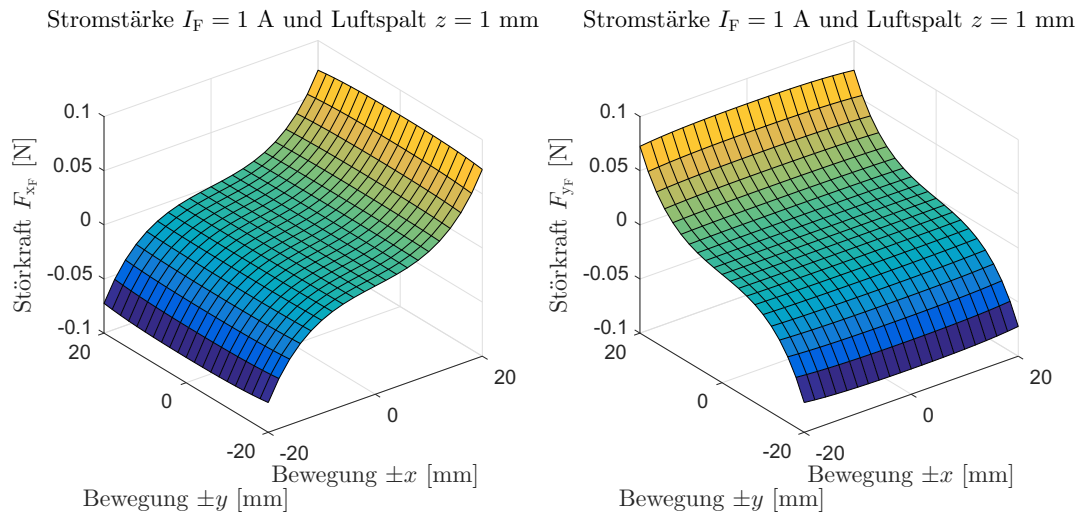 Stromstärke I_F = 1 A und Luftspalt z = 1 mm
Störkraft F_xF [N]
0.1
0.05
0
-0.05
-0.1
20
0
-20
-20
0
20
Bewegung ±x [mm]
Bewegung ±y [mm]
Stromstärke I_F = 1 A und Luftspalt z = 1 mm
Störkraft F_yF [N]
0.1
0.05
0
-0.05
-0.1
20
0
-20
-20
0
20
Bewegung ±x [mm]
Bewegung ±y [mm]